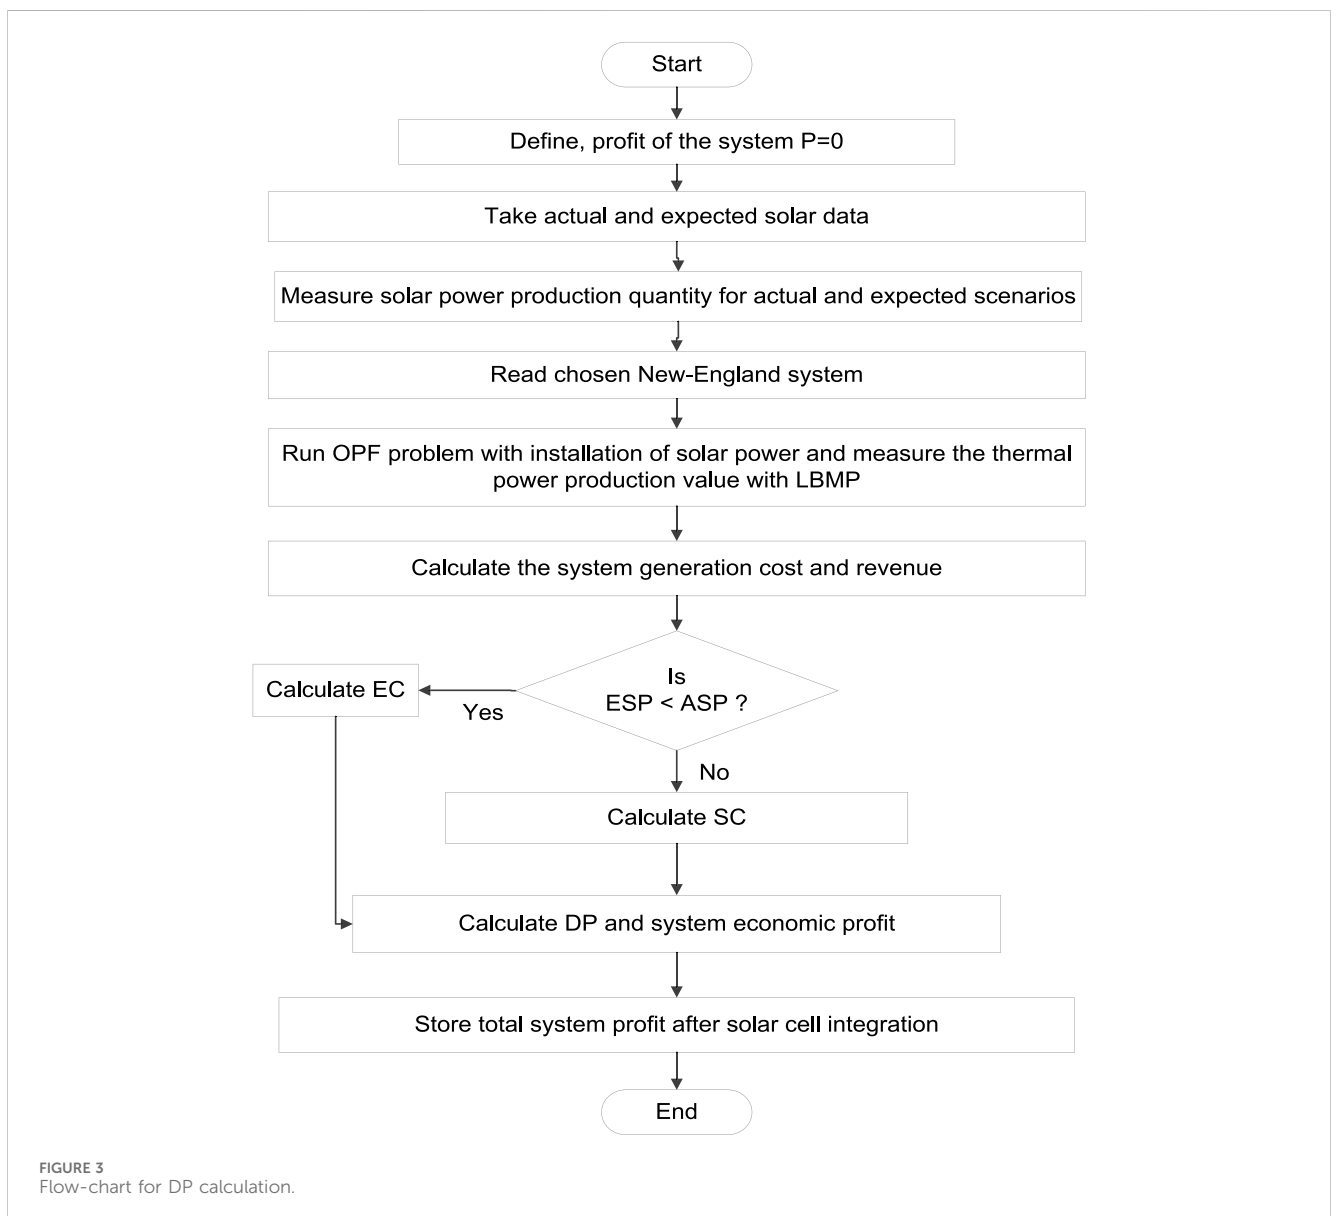 Start
Define, profit of the system P=0
Take actual and expected solar data
Measure solar power production quantity for actual and expected scenarios
Read chosen New-England system
Run OPF problem with installation of solar power and measure the thermal
power production value with LBMP
Calculate the system generation cost and revenue
Is
ESP < ASP ?
Calculate EC
Yes
No
Calculate SC
Calculate DP and system economic profit
Store total system profit after solar cell integration
End
FIGURE 3
Flow-chart for DP calculation.